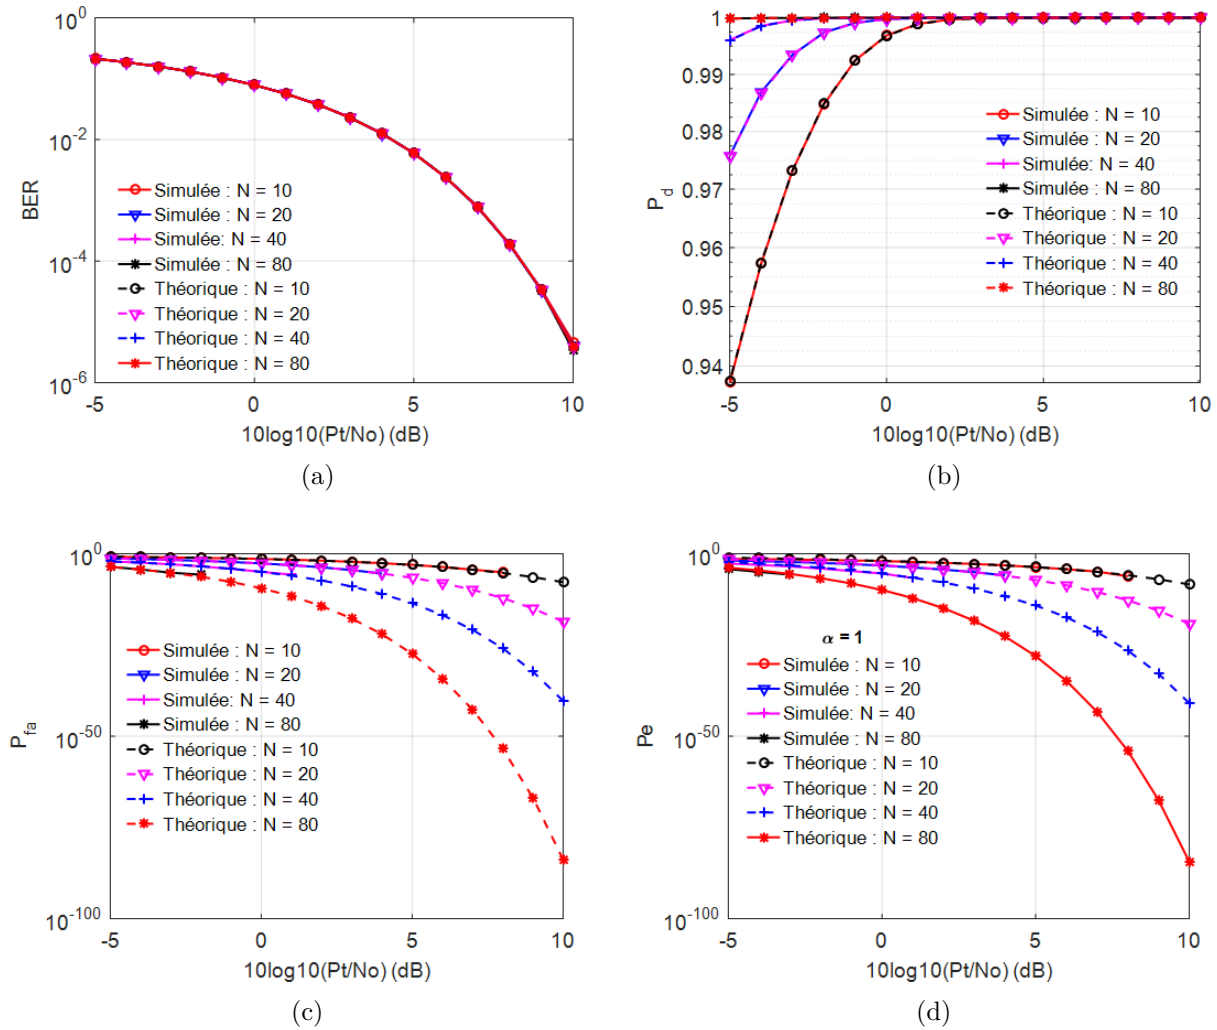 10^0
10^-2
10^-4
10^-6
BER
Simulée : N = 10
Simulée : N = 20
Simulée: N = 40
Simulée : N = 80
Théorique : N = 10
Théorique : N = 20
Théorique : N = 40
Théorique : N = 80
-5 0 5 10
10log10(Pt/No) (dB)
(a)
1
0.99
0.98
0.97
0.96
0.95
0.94
P_d
Simulée : N = 10
Simulée : N = 20
Simulée: N = 40
Simulée : N = 80
Théorique : N = 10
Théorique : N = 20
Théorique : N = 40
Théorique : N = 80
-5 0 5 10
10log10(Pt/No) (dB)
(b)
10^0
10^-50
10^-100
P_fa
Simulée : N = 10
Simulée : N = 20
Simulée: N = 40
Simulée : N = 80
Théorique : N = 10
Théorique : N = 20
Théorique : N = 40
Théorique : N = 80
-5 0 5 10
10log10(Pt/No) (dB)
(c)
10^0
10^-50
10^-100
Pe
α = 1
Simulée : N = 10
Simulée : N = 20
Simulée: N = 40
Simulée : N = 80
Théorique : N = 10
Théorique : N = 20
Théorique : N = 40
Théorique : N = 80
-5 0 5 10
10log10(Pt/No) (dB)
(d)